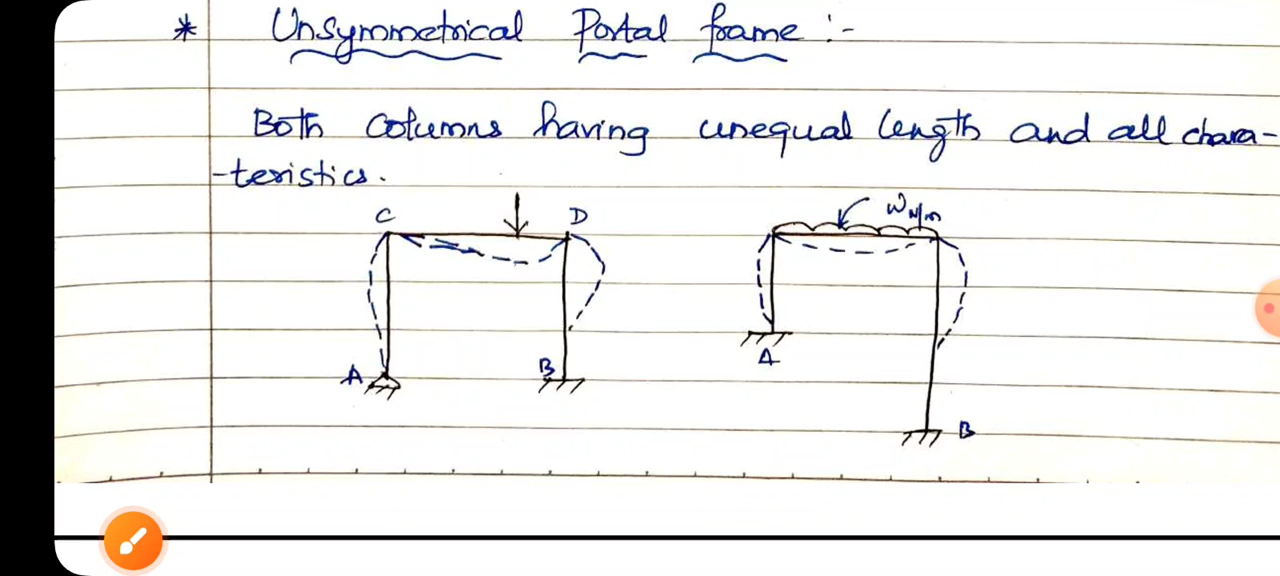 * Unsymmetrical Portal frame :-
Both columns having unequal length and all chara-
-teristics.
C D W N/m
A B A B